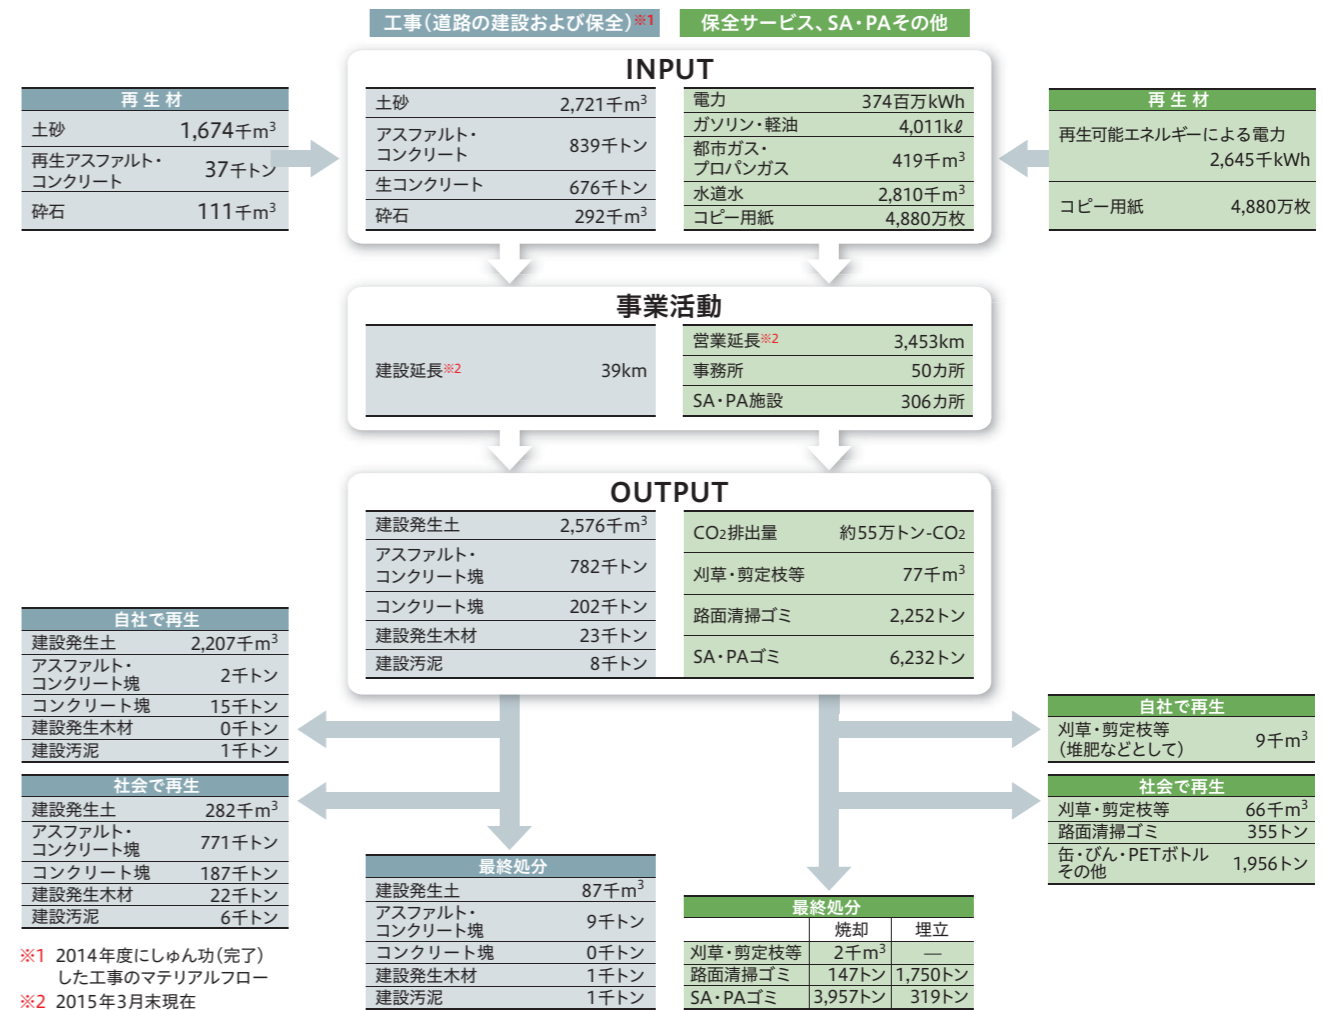 工事（道路の建設および保全）※1
保全サービス、SA・PAその他
INPUT
再生材
土砂 1,674千m³
再生アスファルト・
コンクリート 37千トン
砕石 111千m³
土砂 2,721千m³
アスファルト・
コンクリート 839千トン
生コンクリート 676千トン
砕石 292千m³
電力 374百万kWh
ガソリン・軽油 4,011kℓ
都市ガス・
プロパンガス 419千m³
水道水 2,810千m³
コピー用紙 4,880万枚
再生材
再生可能エネルギーによる電力
2,645千kWh
コピー用紙 4,880万枚
事業活動
建設延長※2 39km
営業延長※2 3,453km
事務所 50カ所
SA・PA施設 306カ所
OUTPUT
建設発生土 2,576千m³
アスファルト・
コンクリート塊 782千トン
コンクリート塊 202千トン
建設発生木材 23千トン
建設汚泥 8千トン
CO₂排出量 約55万トン-CO₂
刈草・剪定枝等 77千m³
路面清掃ゴミ 2,252トン
SA・PAゴミ 6,232トン
自社で再生
建設発生土 2,207千m³
アスファルト・
コンクリート塊 2千トン
コンクリート塊 15千トン
建設発生木材 0千トン
建設汚泥 1千トン
社会で再生
建設発生土 282千m³
アスファルト・
コンクリート塊 771千トン
コンクリート塊 187千トン
建設発生木材 22千トン
建設汚泥 6千トン
最終処分
建設発生土 87千m³
アスファルト・
コンクリート塊 9千トン
コンクリート塊 0千トン
建設発生木材 1千トン
建設汚泥 1千トン
最終処分
焼却 埋立
刈草・剪定枝等 2千m³ —
路面清掃ゴミ 147トン 1,750トン
SA・PAゴミ 3,957トン 319トン
自社で再生
刈草・剪定枝等
（堆肥などとして） 9千m³
社会で再生
刈草・剪定枝等 66千m³
路面清掃ゴミ 355トン
缶・びん・PETボトル
その他 1,956トン
※1 2014年度にしゅん功（完了）
した工事のマテリアルフロー
※2 2015年3月末現在